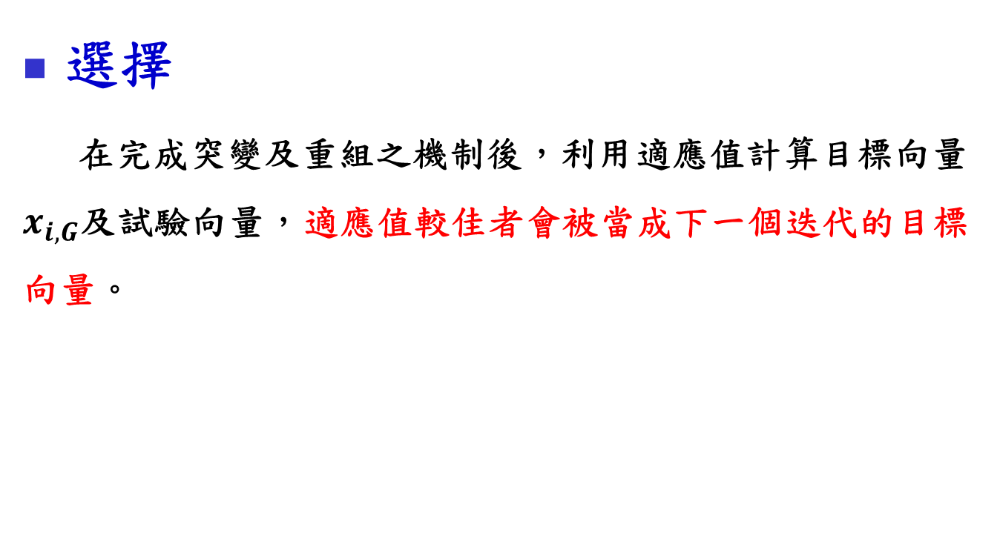 選擇
在完成突變及重組之機制後，利用適應值計算目標向量
x_{i,G}及試驗向量，適應值較佳者會被當成下一個迭代的目標
向量。